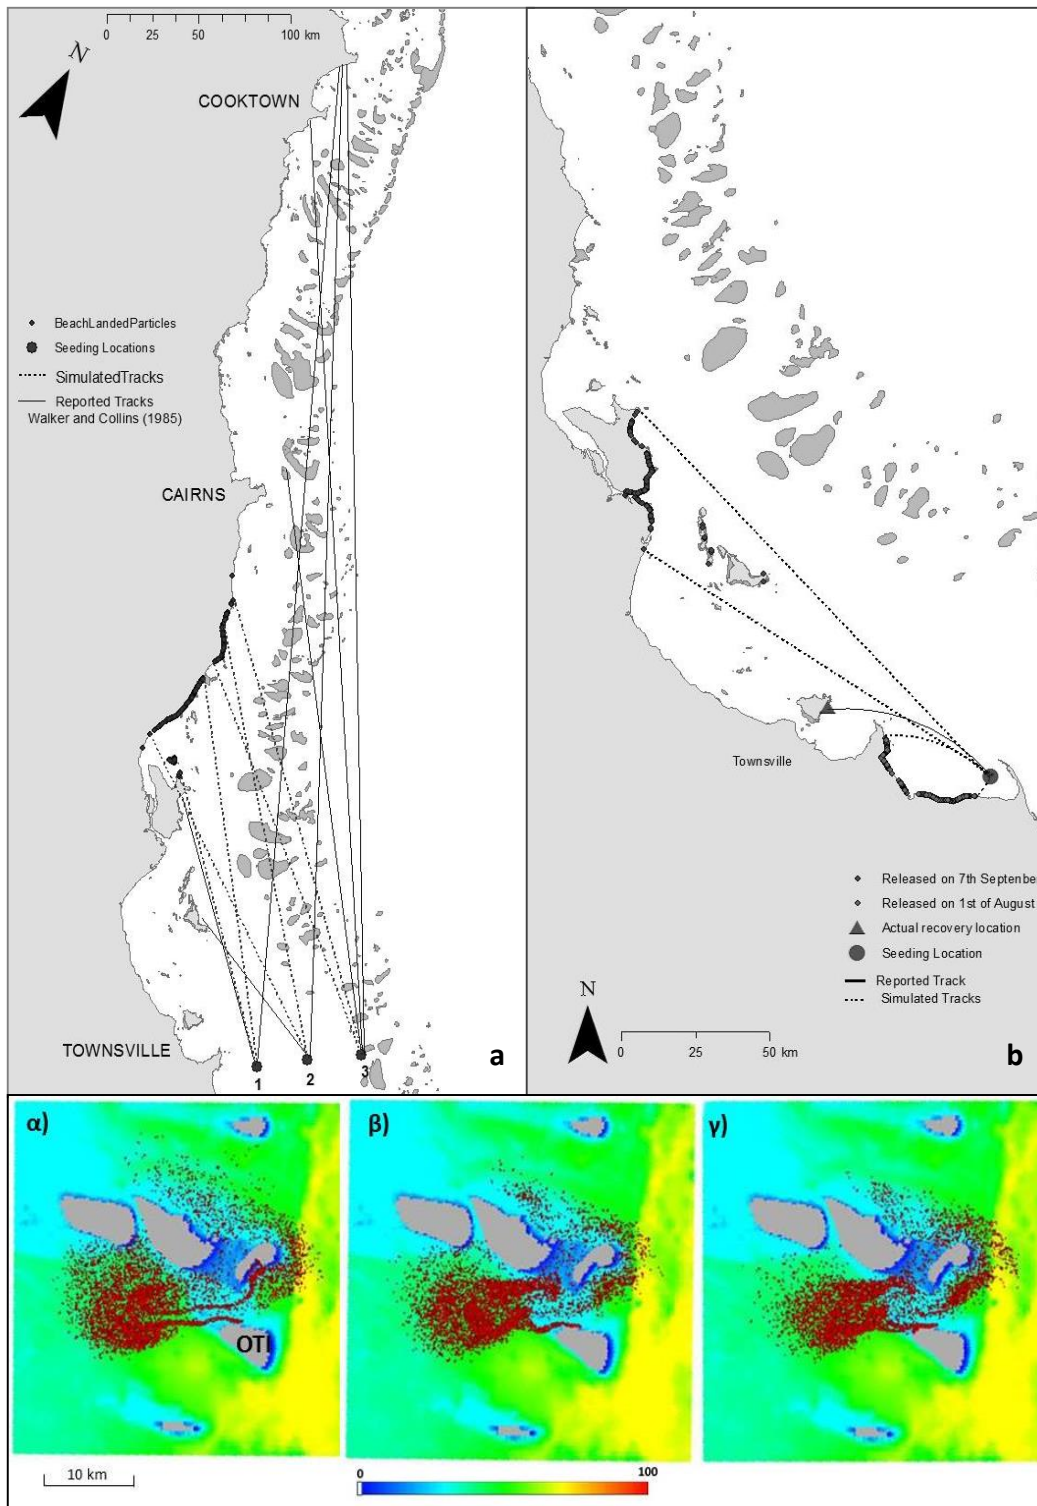 0 25 50 100 km
N
COOKTOWN
BeachLandedParticles
Seeding Locations
SimulatedTracks
Reported Tracks
Walker and Collins (1985)
CAIRNS
TOWNSVILLE
1 2 3
a
Townsville
Released on 7th September
Released on 1st of August
Actual recovery location
Seeding Location
Reported Track
Simulated Tracks
N
0 25 50 km
b
α) β) γ)
OTI
10 km
0 100